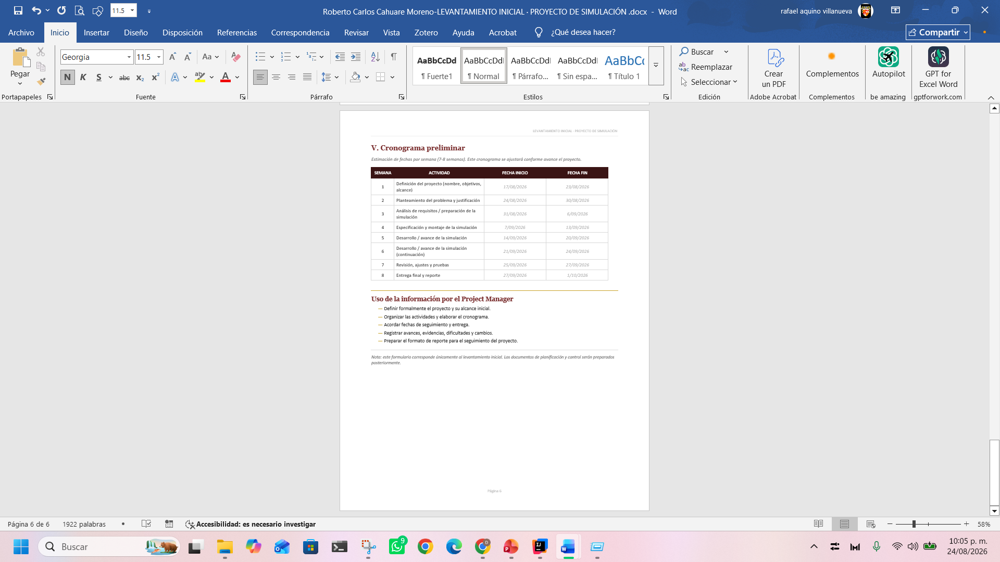 11.5
Roberto Carlos Cahuare Moreno-LEVANTAMIENTO INICIAL · PROYECTO DE SIMULACIÓN .docx - Word
rafael aquino villanueva
Archivo Inicio Insertar Diseño Disposición Referencias Correspondencia Revisar Vista Zotero Ayuda Acrobat ¿Qué desea hacer? Compartir
Pegar
Portapapeles
Georgia 11.5 Aa
N K S abc x₂ x²
Fuente
Párrafo
AaBbCcDd AaBbCcDdI AaBbCcDdI AaBbCcDdI AaBbCc
¶ Fuerte1 ¶ Normal ¶ Párrafo... ¶ Sin espa... ¶ Título 1
Estilos
Buscar
Reemplazar
Seleccionar
Edición
Crear
un PDF
Adobe Acrobat
Complementos
Complementos
Autopilot
be amazing
GPT for
Excel Word
gptforwork.com
LEVANTAMIENTO INICIAL · PROYECTO DE SIMULACIÓN
V. Cronograma preliminar
Estimación de fechas por semana (7-8 semanas). Este cronograma se ajustará conforme avance el proyecto.
SEMANA ACTIVIDAD FECHA INICIO FECHA FIN
1 Definición del proyecto (nombre, objetivos, alcance) 17/08/2026 23/08/2026
2 Planteamiento del problema y justificación 24/08/2026 30/08/2026
3 Análisis de requisitos / preparación de la simulación 31/08/2026 6/09/2026
4 Especificación y montaje de la simulación 7/09/2026 13/09/2026
5 Desarrollo / avance de la simulación 14/09/2026 20/09/2026
6 Desarrollo / avance de la simulación (continuación) 21/09/2026 24/09/2026
7 Revisión, ajustes y pruebas 25/09/2026 27/09/2026
8 Entrega final y reporte 27/09/2026 1/10/2026
Uso de la información por el Project Manager
— Definir formalmente el proyecto y su alcance inicial.
— Organizar las actividades y elaborar el cronograma.
— Acordar fechas de seguimiento y entrega.
— Registrar avances, evidencias, dificultades y cambios.
— Preparar el formato de reporte para el seguimiento del proyecto.
Nota: este formulario corresponde únicamente al levantamiento inicial. Los documentos de planificación y control serán preparados
posteriormente.
Página 6
Página 6 de 6 1922 palabras Accesibilidad: es necesario investigar 58%
Buscar
9
10:05 p. m.
24/08/2026